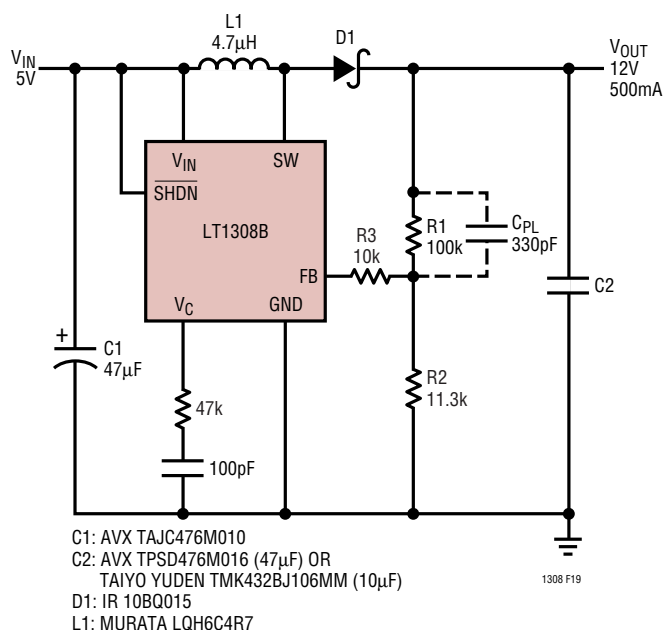 L1
4.7µH
D1
VIN
5V
VOUT
12V
500mA
VIN
SW
SHDN
LT1308B
R3
10k
R1
100k
CPL
330pF
FB
VC
GND
C2
+
C1
47µF
R2
11.3k
47k
100pF
C1: AVX TAJC476M010
C2: AVX TPSD476M016 (47µF) OR
TAIYO YUDEN TMK432BJ106MM (10µF)
D1: IR 10BQ015
L1: MURATA LQH6C4R7
1308 F19